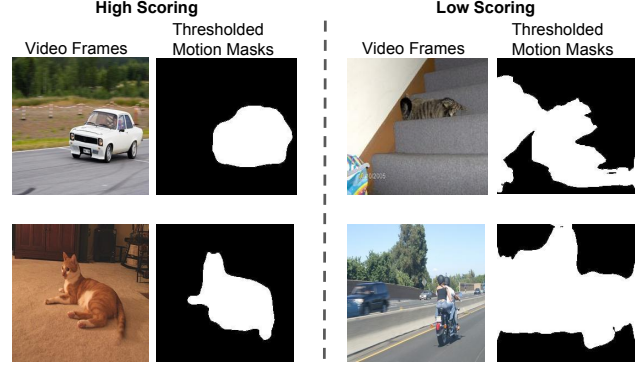 High Scoring
Low Scoring
Video Frames
Thresholded
Motion Masks
Video Frames
Thresholded
Motion Masks